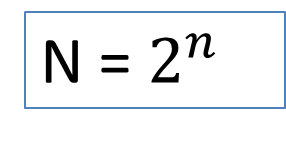 N = 2ⁿ